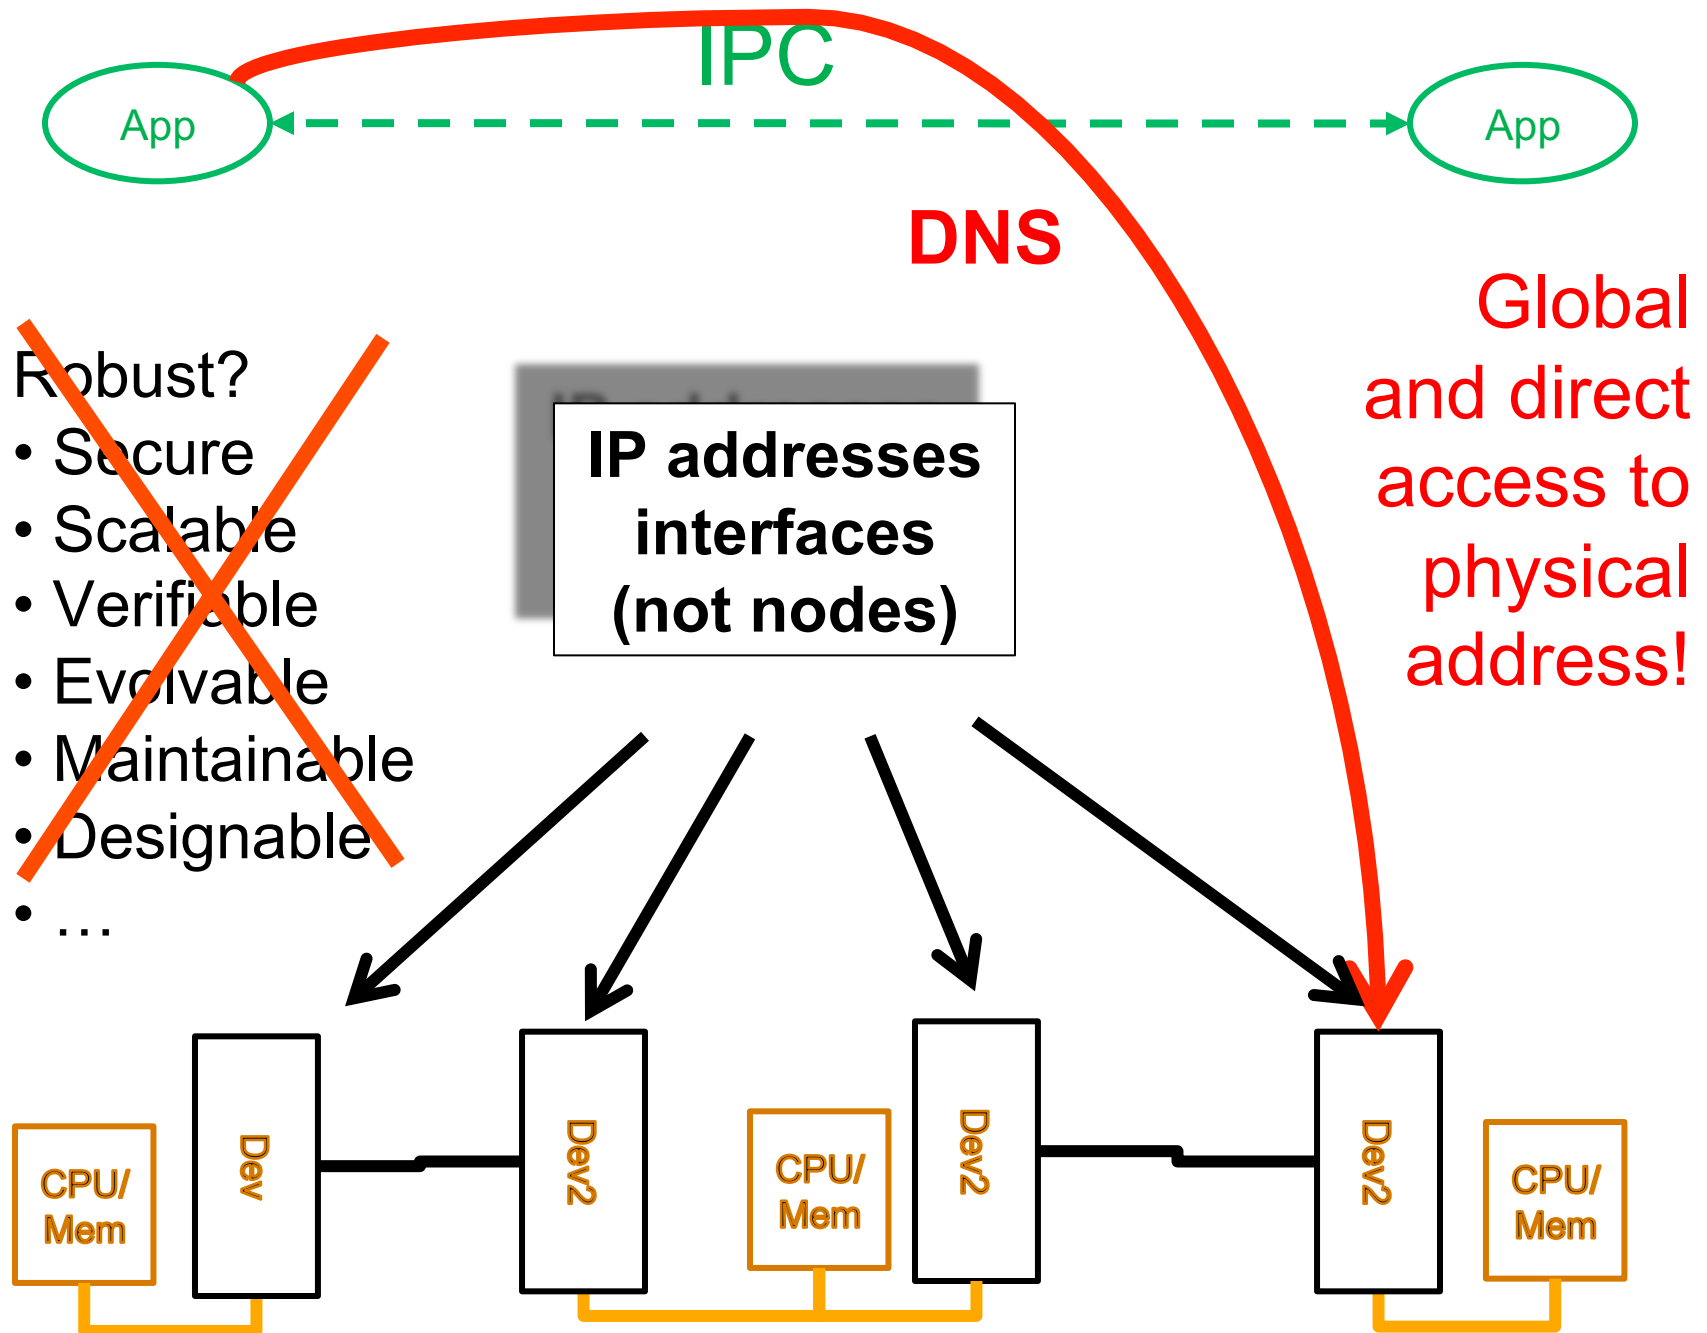 IPC
App
App
DNS
Global
and direct
access to
physical
address!
Robust?
• Secure
• Scalable
• Verifiable
• Evolvable
• Maintainable
• Designable
• …
IP addresses
interfaces
(not nodes)
CPU/
Mem
Dev
Dev2
CPU/
Mem
Dev2
Dev2
CPU/
Mem